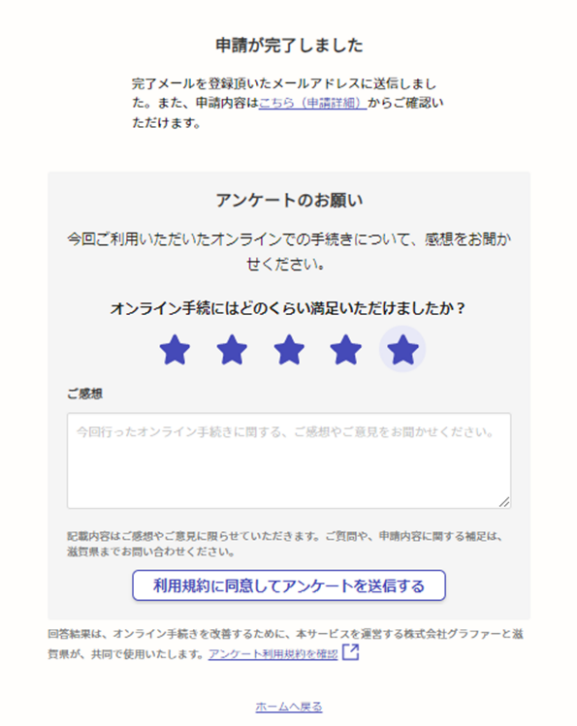 申請が完了しました
完了メールを登録頂いたメールアドレスに送信しまし
た。また、申請内容はこちら（申請詳細）からご確認い
ただけます。
アンケートのお願い
今回ご利用いただいたオンラインでの手続きについて、感想をお聞か
せください。
オンライン手続にはどのくらい満足いただけましたか？
ご感想
今回行ったオンライン手続きに関する、ご感想やご意見をお聞かせください。
記載内容はご感想やご意見に限らせていただきます。ご質問や、申請内容に関する補足は、
滋賀県までお問い合わせください。
利用規約に同意してアンケートを送信する
回答結果は、オンライン手続きを改善するために、本サービスを運営する株式会社グラファーと滋
賀県が、共同で使用いたします。アンケート利用規約を確認
ホームへ戻る